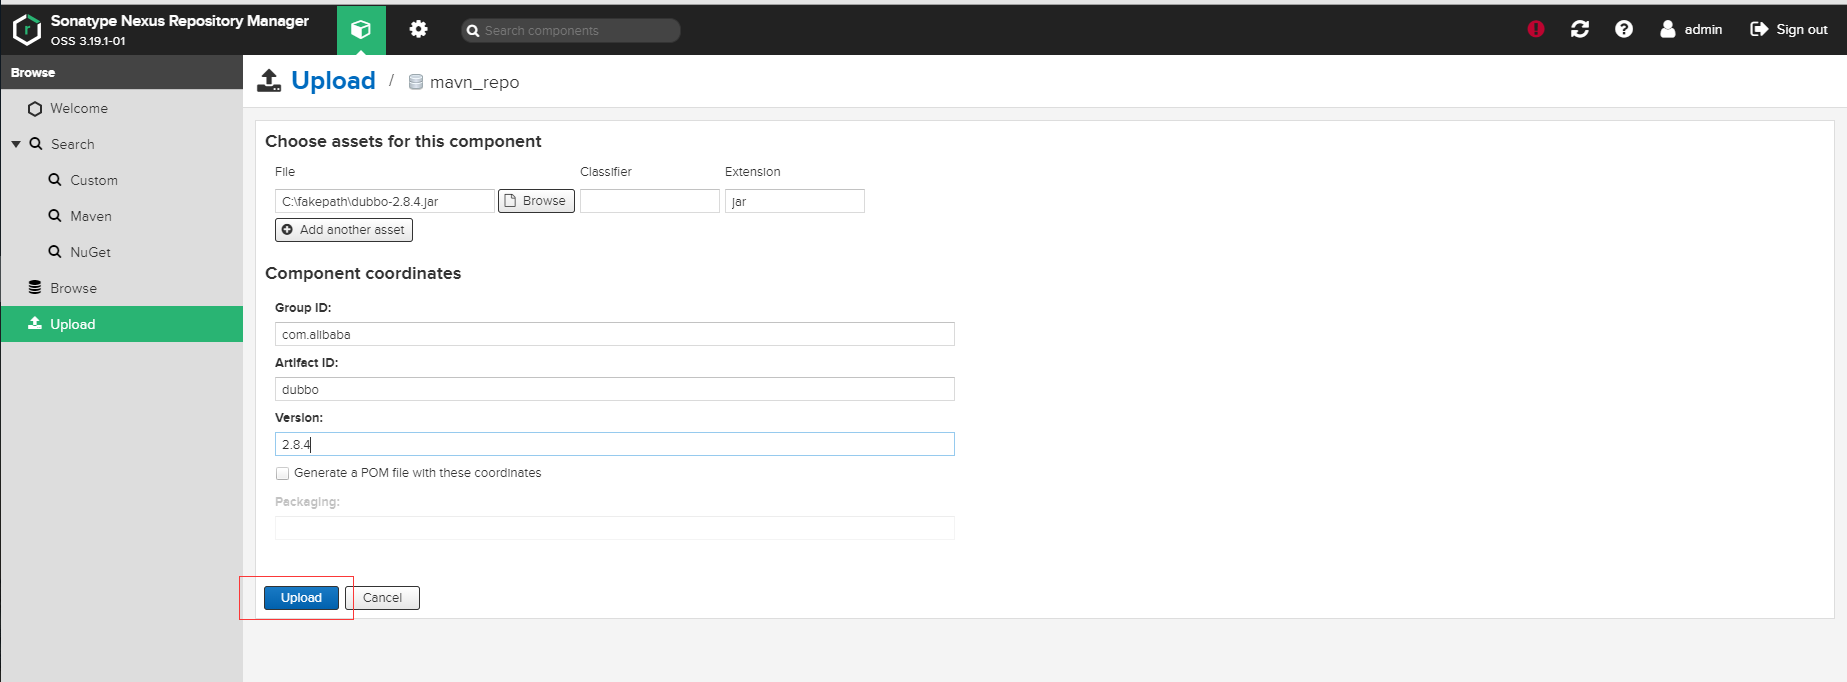 Sonatype Nexus Repository Manager
OSS 3.19.1-01
Search components
admin
Sign out
Browse
Welcome
Search
Custom
Maven
NuGet
Browse
Upload
Upload / mavn_repo
Choose assets for this component
File Classifier Extension
C:\fakepath\dubbo-2.8.4.jar Browse jar
Add another asset
Component coordinates
Group ID:
com.alibaba
Artifact ID:
dubbo
Version:
2.8.4
Generate a POM file with these coordinates
Packaging:
Upload Cancel